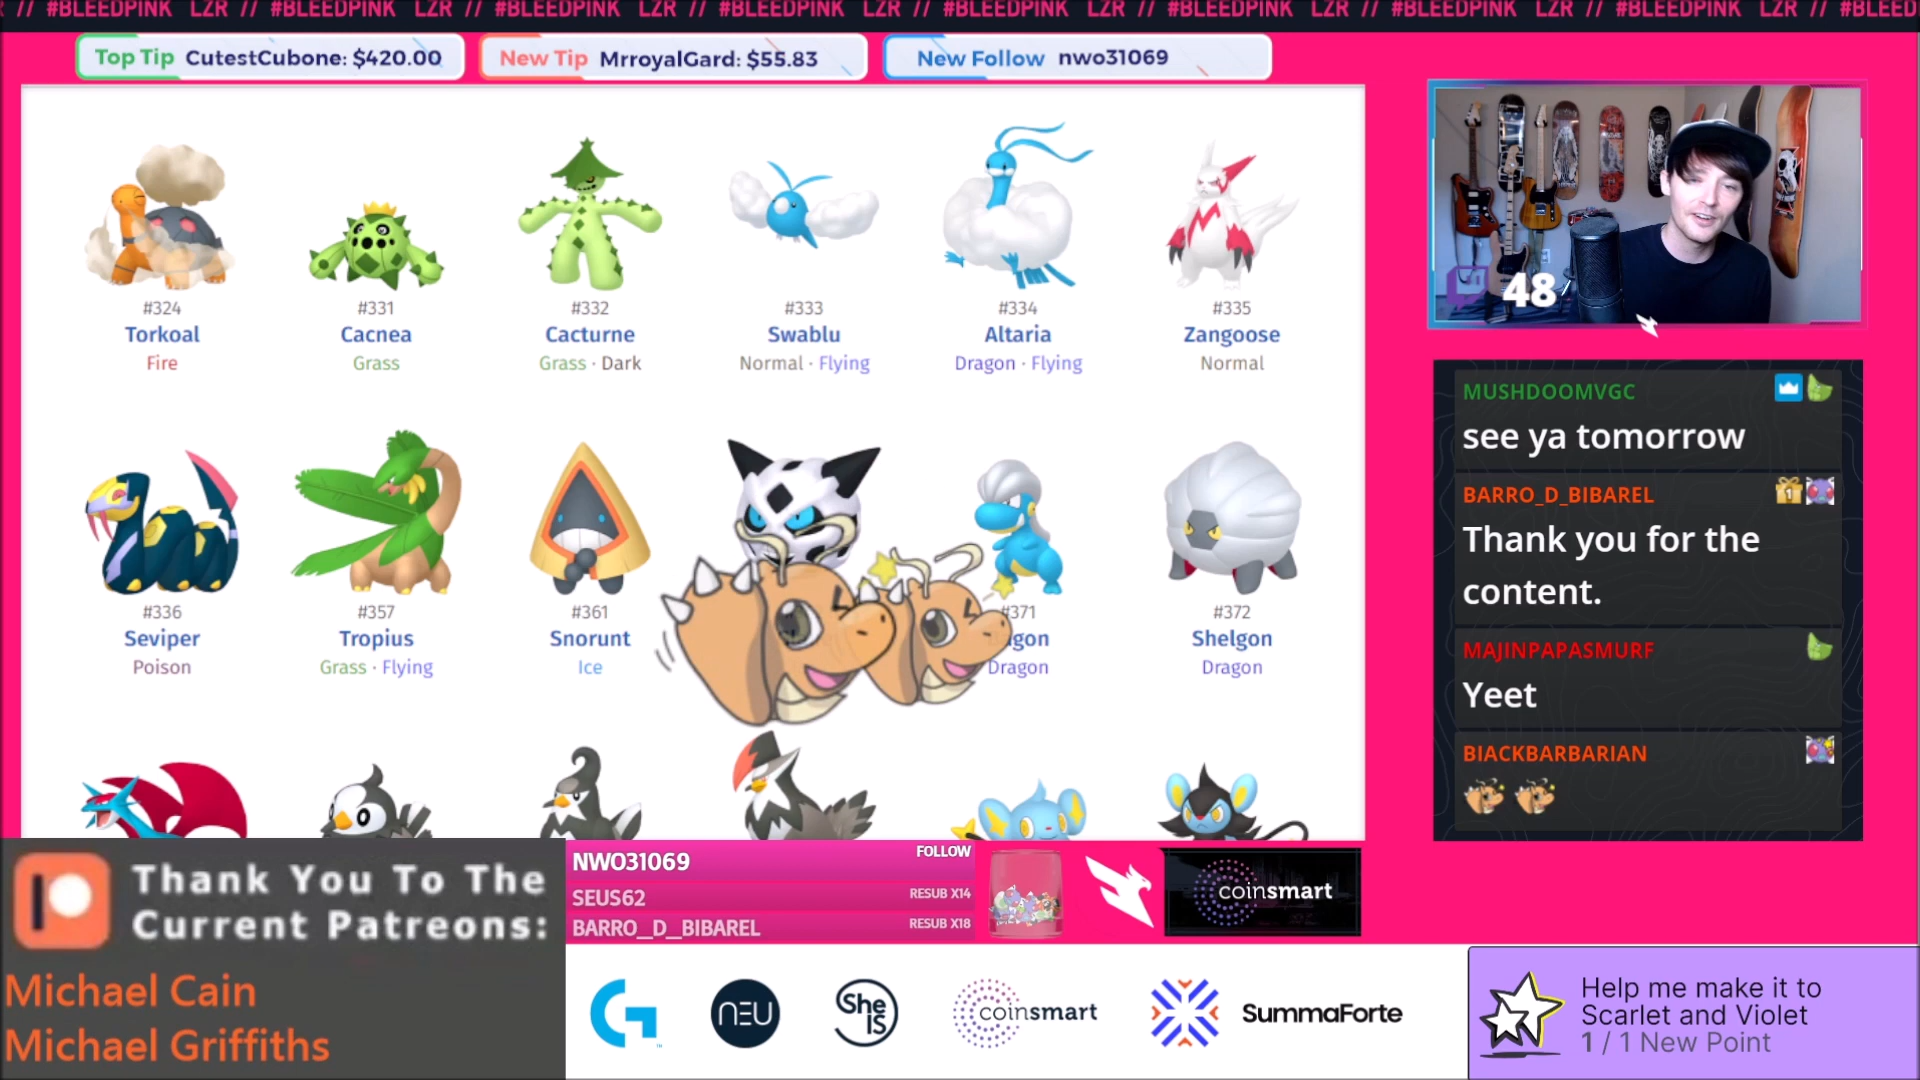 // #BLEEDPINK LZR // #BLEEDPINK LZR // #BLEEDPINK LZR // #BLEEDPINK LZR // #BLEEDPINK LZR // #BLEEDPINK LZR // #BLEEDPINK LZR // #BLEEDPINK LZR // #BLEED
Top Tip CutestCubone: $420.00
New Tip MrroyalGard: $55.83
New Follow nwo31069
#324 #331 #332 #333 #334 #335
Torkoal Cacnea Cacturne Swablu Altaria Zangoose
Fire Grass Grass · Dark Normal · Flying Dragon · Flying Normal
#336 #357 #361 #371 #372
Seviper Tropius Snorunt Shelgon
Poison Grass · Flying Ice Dragon Dragon
48
MUSHDOOMVGC
see ya tomorrow
BARRO_D_BIBAREL
Thank you for the
content.
MAJINPAPASMURF
Yeet
BIACKBARBARIAN
Thank You To The
Current Patreons:
Michael Cain
Michael Griffiths
NWO31069 FOLLOW
SEUS62 RESUB X14
BARRO_D_BIBAREL RESUB X18
coinsmart
NEU
She
IS
coinsmart
SummaForte
Help me make it to
Scarlet and Violet
1 / 1 New Point